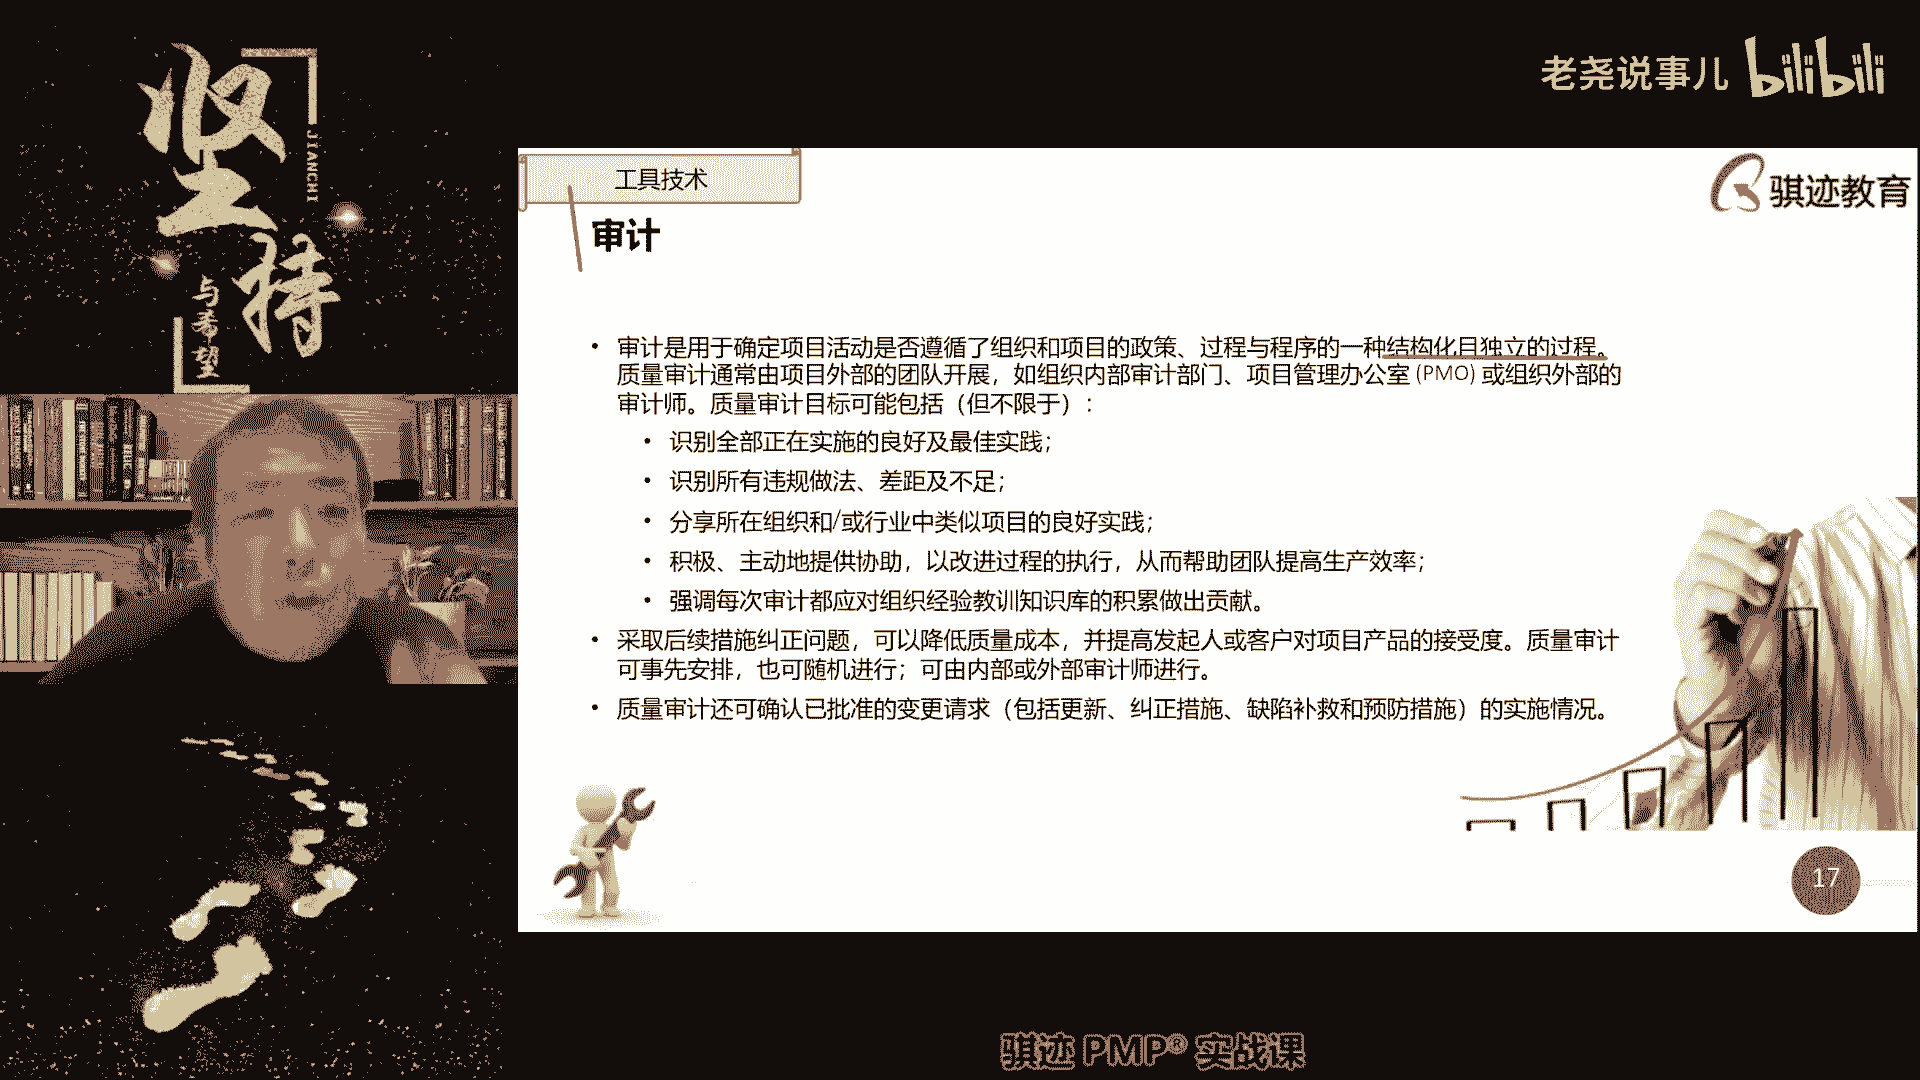 坚持
JIANCHI
与希望
老尧说事儿 bilibili
工具技术
骐迹教育
审计
• 审计是用于确定项目活动是否遵循了组织和项目的政策、过程与程序的一种结构化且独立的过程。
质量审计通常由项目外部的团队开展，如组织内部审计部门、项目管理办公室 (PMO) 或组织外部的
审计师。质量审计目标可能包括（但不限于）：
• 识别全部正在实施的良好及最佳实践；
• 识别所有违规做法、差距及不足；
• 分享所在组织和/或行业中类似项目的良好实践；
• 积极、主动地提供协助，以改进过程的执行，从而帮助团队提高生产效率；
• 强调每次审计都应对组织经验教训知识库的积累做出贡献。
• 采取后续措施纠正问题，可以降低质量成本，并提高发起人或客户对项目产品的接受度。质量审计
可事先安排，也可随机进行；可由内部或外部审计师进行。
• 质量审计还可确认已批准的变更请求（包括更新、纠正措施、缺陷补救和预防措施）的实施情况。
17
骐迹 PMP® 实战课